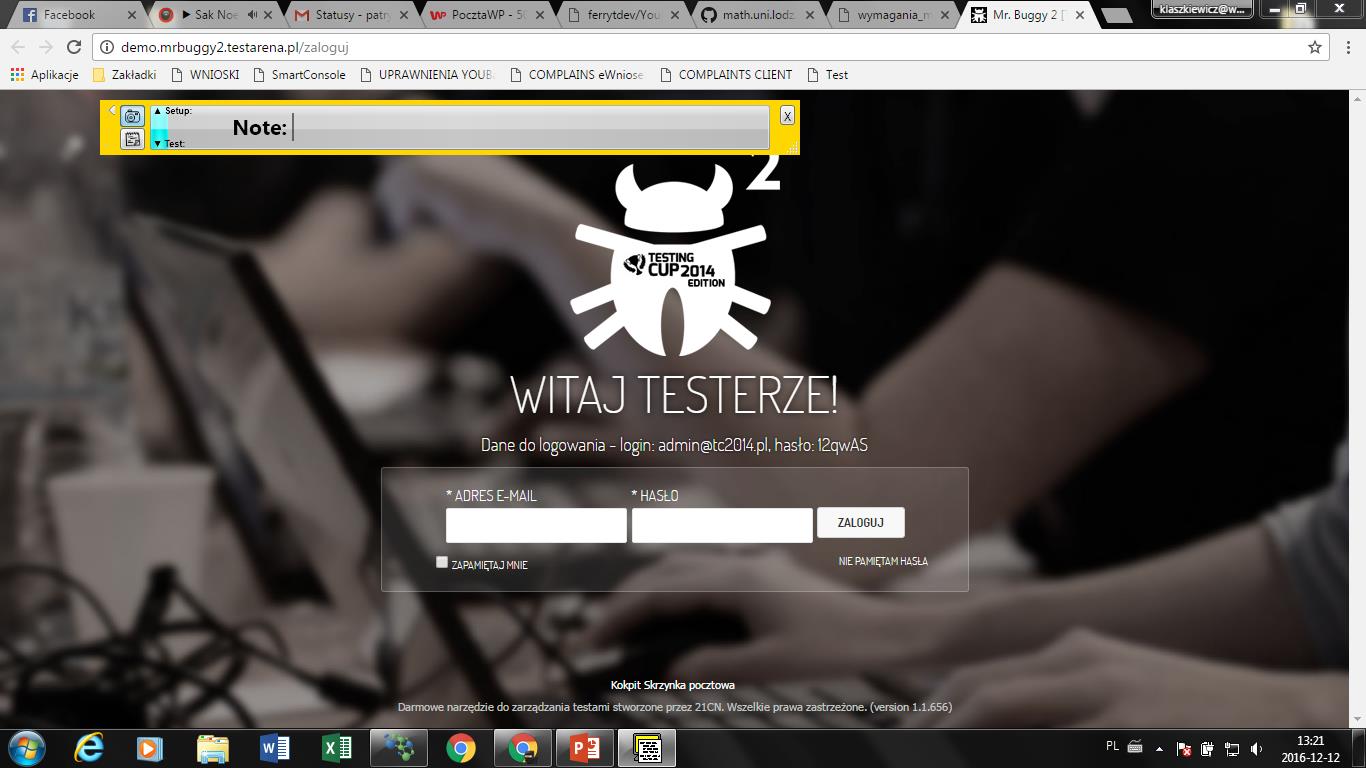 Facebook
Sak Noe
Statusy - patry
PocztaWP - 50
ferrytdev/You
math.uni.lodz.
wymagania_m
Mr. Buggy 2 [
klaszkiewicz@w...
demo.mrbuggy2.testarena.pl/zaloguj
Aplikacje
Zakładki
WNIOSKI
SmartConsole
UPRAWNIENIA YOUB
COMPLAINS eWniose
COMPLAINTS CLIENT
Test
Setup:
Note:
Test:
X
2
TESTING
CUP 2014
EDITION
WITAJ TESTERZE!
Dane do logowania - login: admin@tc2014.pl, hasło: 12qwAS
* ADRES E-MAIL
* HASŁO
ZALOGUJ
ZAPAMIĘTAJ MNIE
NIE PAMIĘTAM HASŁA
Kokpit Skrzynka pocztowa
Darmowe narzędzie do zarządzania testami stworzone przez 21CN. Wszelkie prawa zastrzeżone. (version 1.1.656)
PL
13:21
2016-12-12